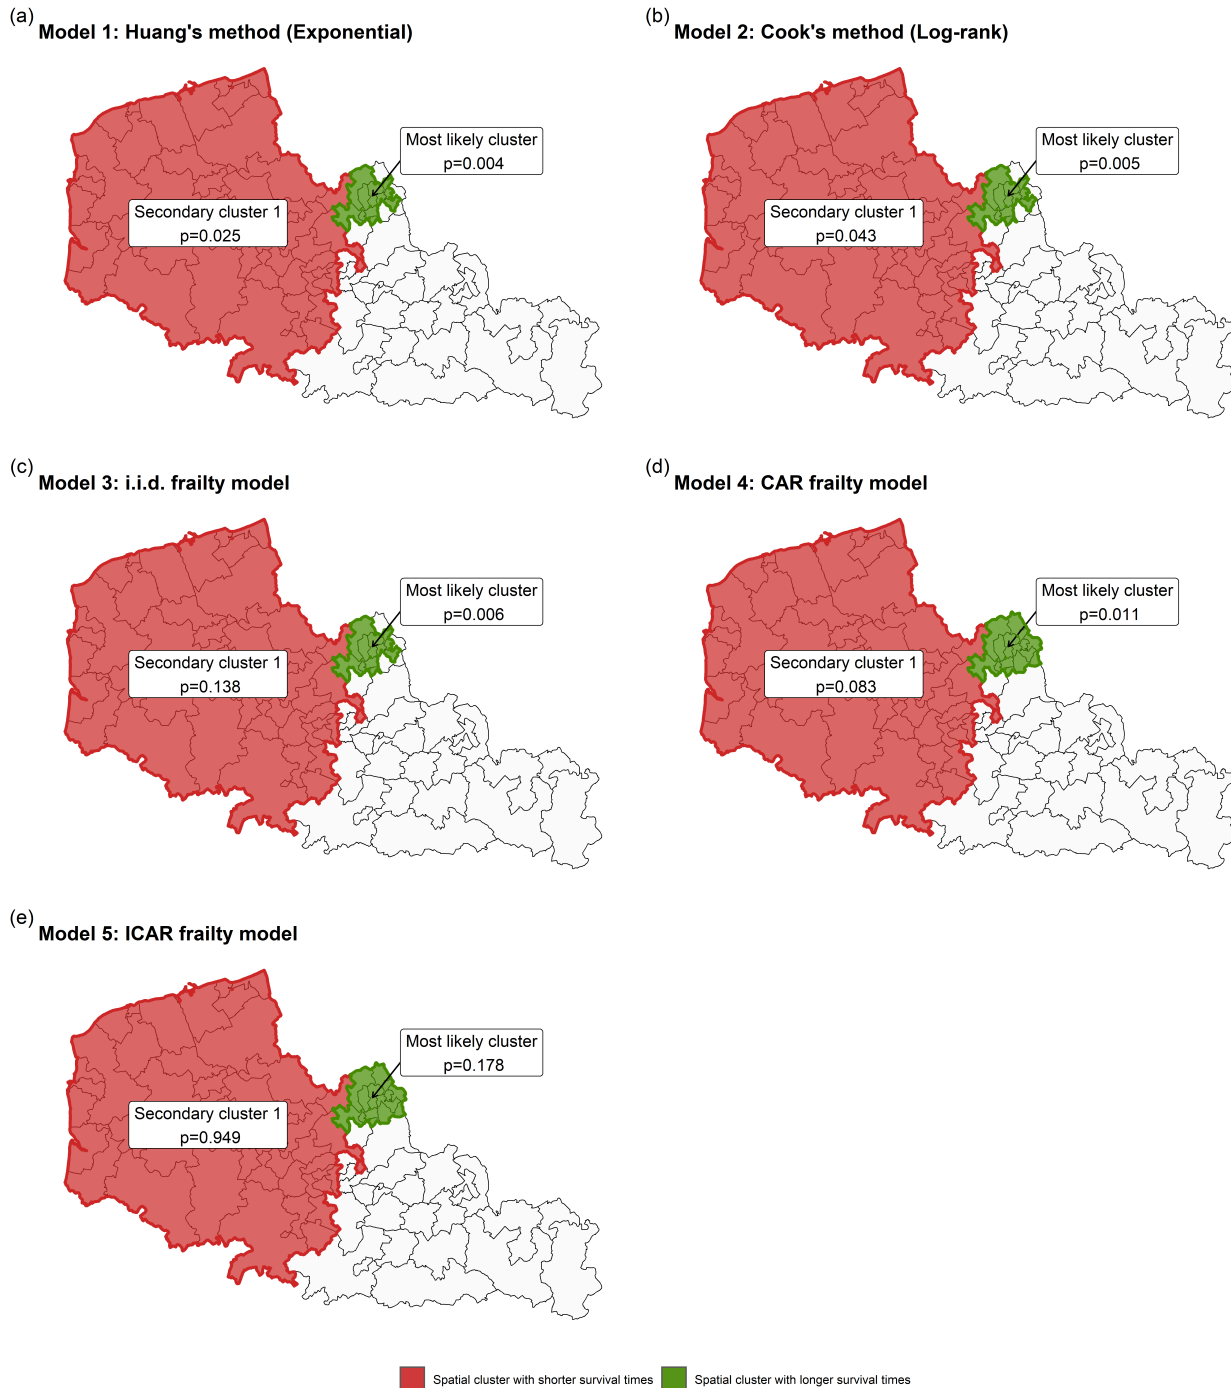 (a)
Model 1: Huang's method (Exponential)
Most likely cluster
p=0.004
Secondary cluster 1
p=0.025
(b)
Model 2: Cook's method (Log-rank)
Most likely cluster
p=0.005
Secondary cluster 1
p=0.043
(c)
Model 3: i.i.d. frailty model
Most likely cluster
p=0.006
Secondary cluster 1
p=0.138
(d)
Model 4: CAR frailty model
Most likely cluster
p=0.011
Secondary cluster 1
p=0.083
(e)
Model 5: ICAR frailty model
Most likely cluster
p=0.178
Secondary cluster 1
p=0.949
Spatial cluster with shorter survival times
Spatial cluster with longer survival times